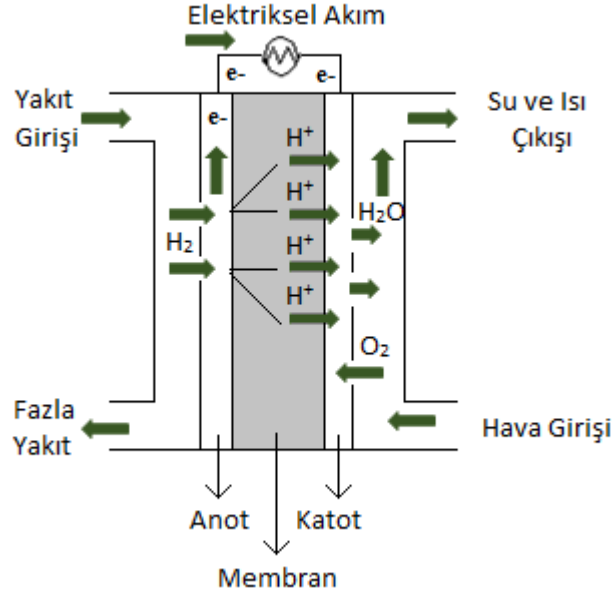 Elektriksel Akım
e-
e-
Yakıt
Girişi
e-
H⁺
Su ve Isı
Çıkışı
H⁺
H₂
H₂O
H⁺
H⁺
O₂
Fazla
Yakıt
Hava Girişi
Anot
Katot
Membran